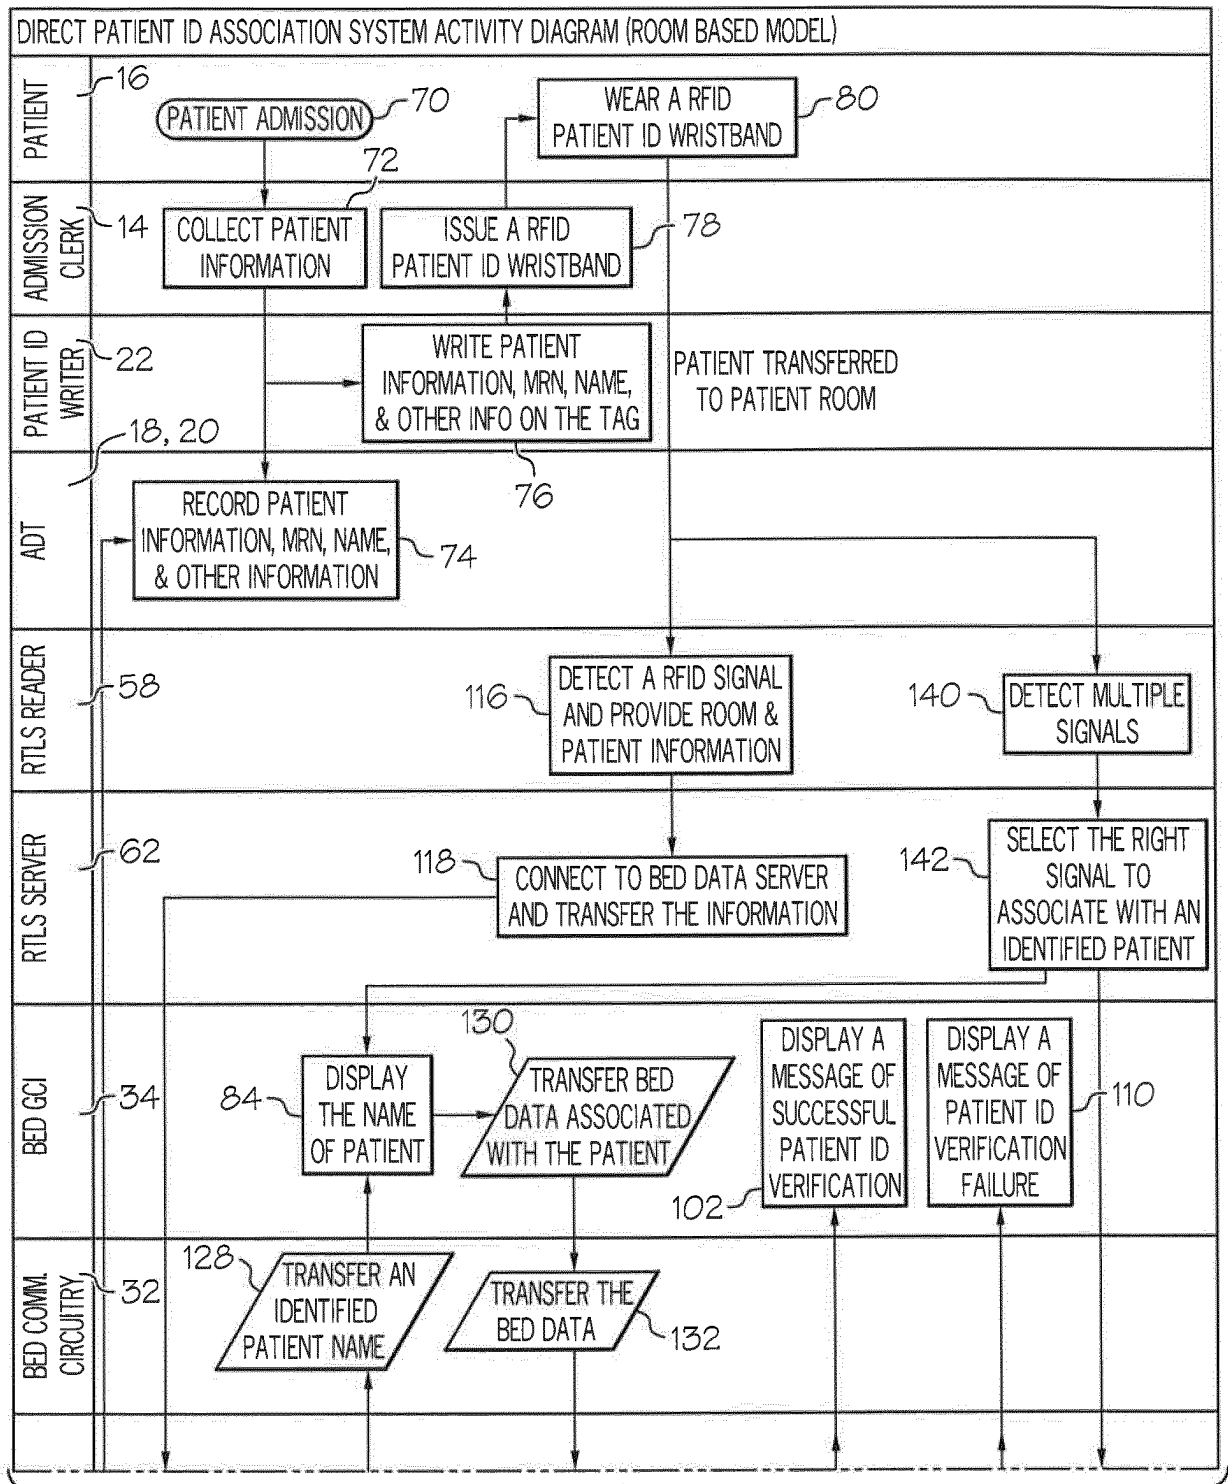 DIRECT PATIENT ID ASSOCIATION SYSTEM ACTIVITY DIAGRAM (ROOM BASED MODEL)
PATIENT
16
PATIENT ADMISSION
70
WEAR A RFID
PATIENT ID WRISTBAND
80
ADMISSION
CLERK
14
72
COLLECT PATIENT
INFORMATION
ISSUE A RFID
PATIENT ID WRISTBAND
78
PATIENT ID
WRITER
22
WRITE PATIENT
INFORMATION, MRN, NAME,
& OTHER INFO ON THE TAG
76
PATIENT TRANSFERRED
TO PATIENT ROOM
ADT
18, 20
RECORD PATIENT
INFORMATION, MRN, NAME,
& OTHER INFORMATION
74
RTLS READER
58
116
DETECT A RFID SIGNAL
AND PROVIDE ROOM &
PATIENT INFORMATION
140
DETECT MULTIPLE
SIGNALS
RTLS SERVER
62
118
CONNECT TO BED DATA SERVER
AND TRANSFER THE INFORMATION
142
SELECT THE RIGHT
SIGNAL TO
ASSOCIATE WITH AN
IDENTIFIED PATIENT
BED GCI
34
84
DISPLAY
THE NAME
OF PATIENT
130
TRANSFER BED
DATA ASSOCIATED
WITH THE PATIENT
DISPLAY A
MESSAGE OF
SUCCESSFUL
PATIENT ID
VERIFICATION
102
DISPLAY A
MESSAGE OF
PATIENT ID
VERIFICATION
FAILURE
110
BED COMM.
CIRCUITRY
32
128
TRANSFER AN
IDENTIFIED
PATIENT NAME
TRANSFER THE
BED DATA
132